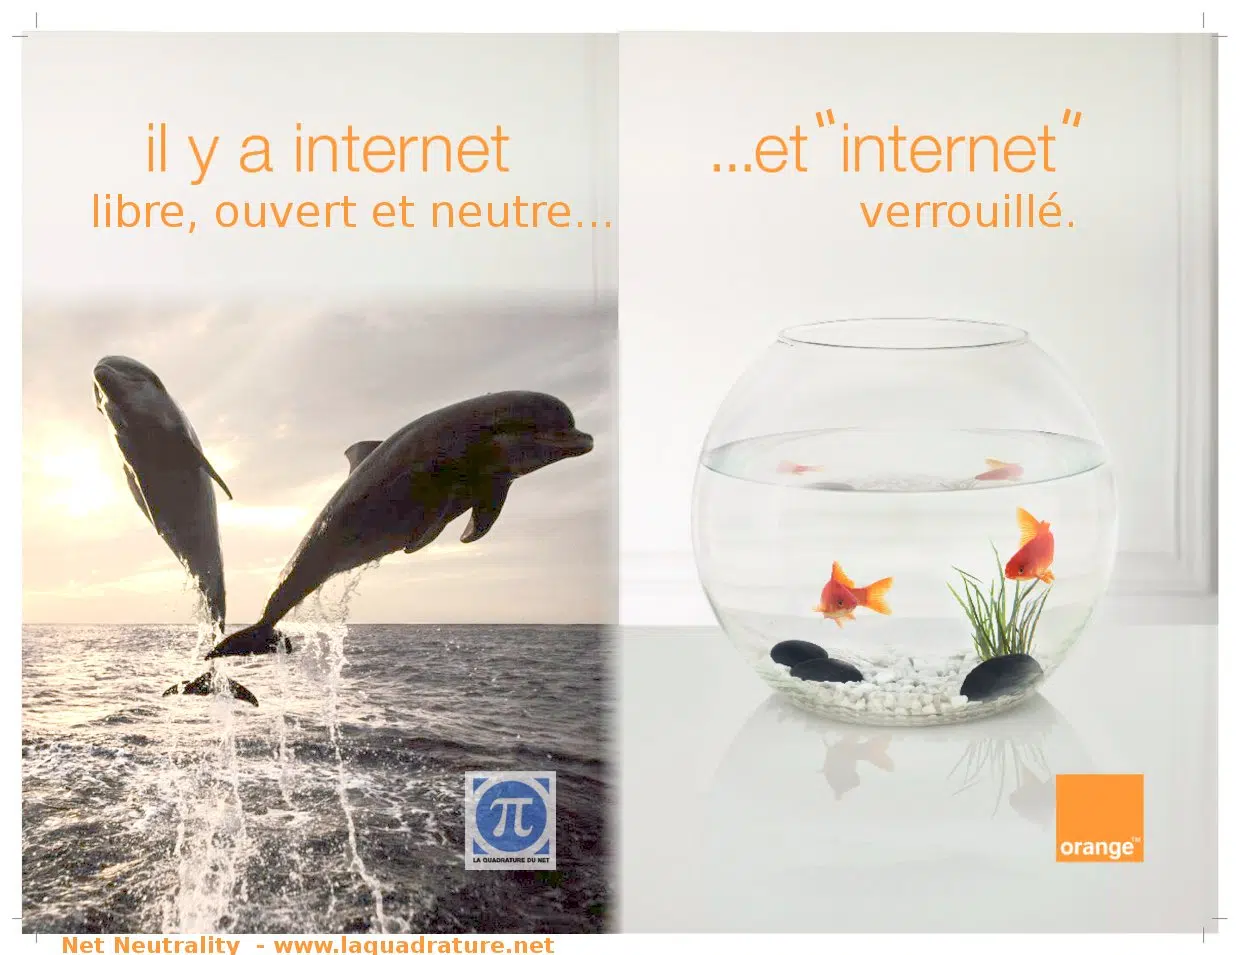 il y a internet
libre, ouvert et neutre...
...et "internet"
verrouillé.
π
LA QUADRATURE DU NET
orange™
Net Neutrality - www.laquadrature.net